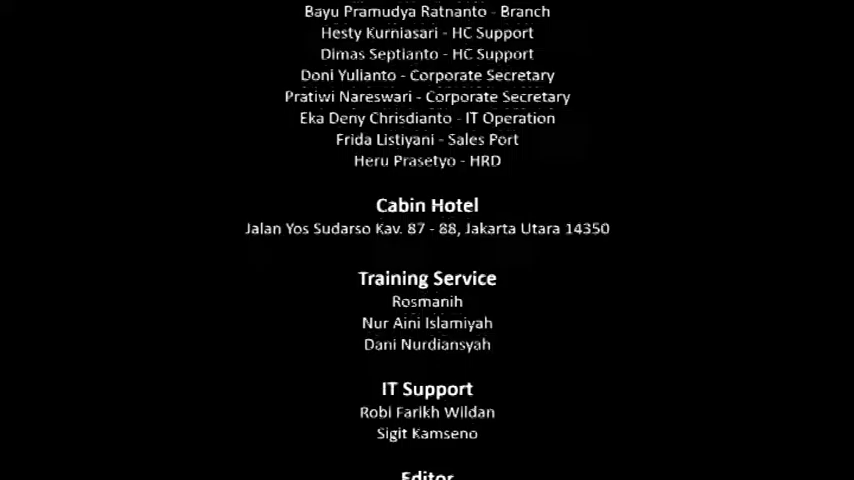 Bayu Pramudya Ratnanto - Branch
Hesty Kurniasari - HC Support
Dimas Septianto - HC Support
Doni Yulianto - Corporate Secretary
Pratiwi Nareswari - Corporate Secretary
Eka Deny Chrisdianto - IT Operation
Frida Listiyani - Sales Port
Heru Prasetyo - HRD
Cabin Hotel
Jalan Yos Sudarso Kav. 87 - 88, Jakarta Utara 14350
Training Service
Rosmanih
Nur Aini Islamiyah
Dani Nurdiansyah
IT Support
Robi Farikh Wildan
Sigit Kamseno
Editor